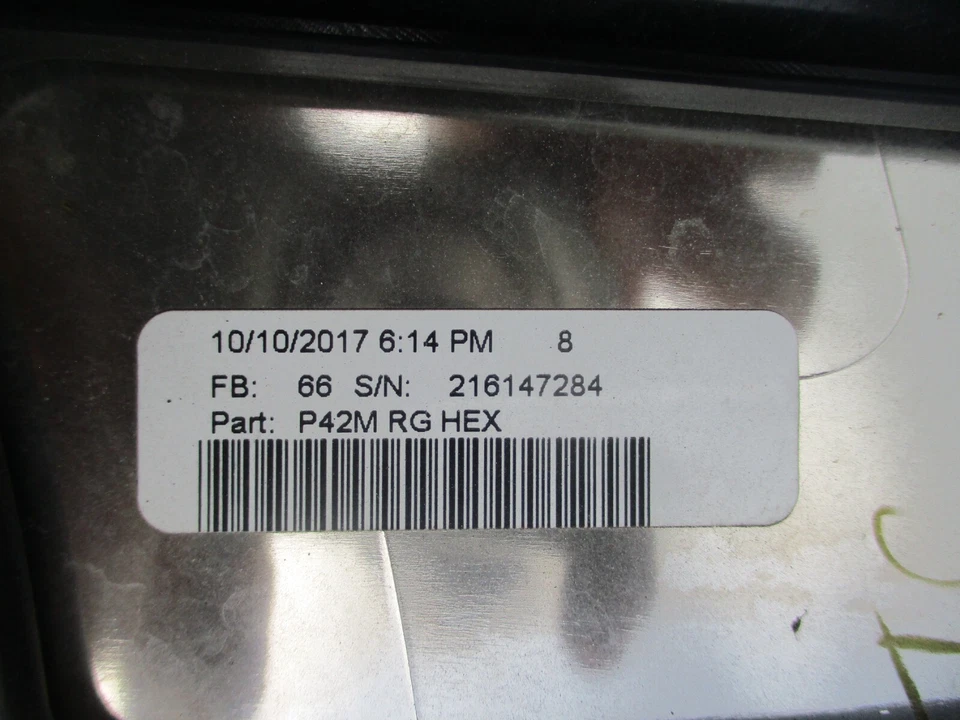 10/10/2017 6:14 PM 8
FB: 66 S/N: 216147284
Part: P42M RG HEX